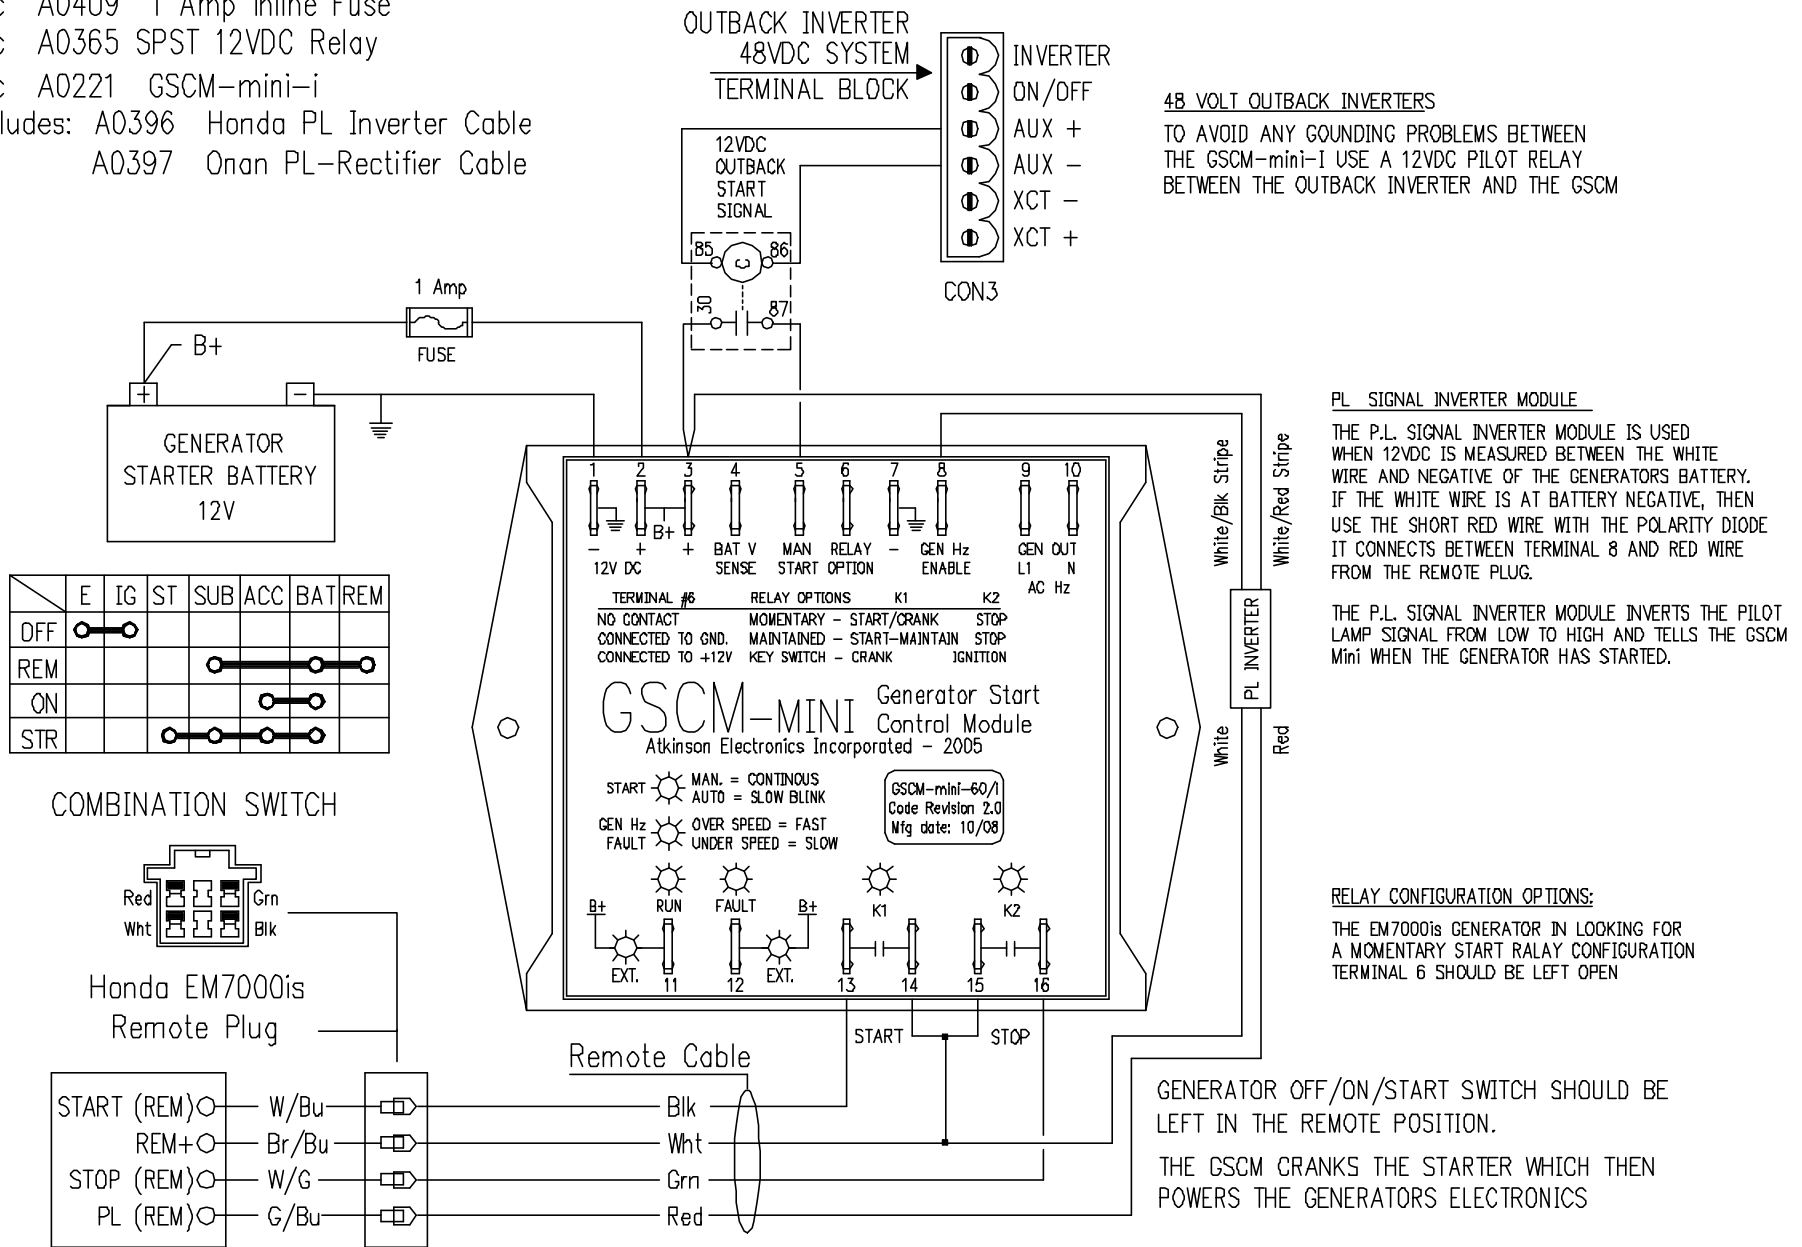 A0409 1 Amp Inline Fuse
A0365 SPST 12VDC Relay
A0221 GSCM-mini-i
ludes: A0396 Honda PL Inverter Cable
A0397 Onan PL-Rectifier Cable
OUTBACK INVERTER
48VDC SYSTEM
TERMINAL BLOCK
INVERTER
ON/OFF
AUX +
AUX -
XCT -
XCT +
CON3
12VDC
OUTBACK
START
SIGNAL
85
86
C
30
87
48 VOLT OUTBACK INVERTERS
TO AVOID ANY GOUNDING PROBLEMS BETWEEN
THE GSCM-mini-I USE A 12VDC PILOT RELAY
BETWEEN THE OUTBACK INVERTER AND THE GSCM
1 Amp
FUSE
B+
+ -
GENERATOR
STARTER BATTERY
12V
E IG ST SUB ACC BAT REM
OFF
REM
ON
STR
COMBINATION SWITCH
Red Grn
Wht Blk
Honda EM7000is
Remote Plug
1 2 3 4 5 6 7 8 9 10
B+
- + + BAT V MAN RELAY - GEN Hz GEN OUT
12V DC SENSE START OPTION ENABLE L1 N
AC Hz
TERMINAL #6 RELAY OPTIONS K1 K2
NO CONTACT MOMENTARY - START/CRANK STOP
CONNECTED TO GND. MAINTAINED - START-MAINTAIN STOP
CONNECTED TO +12V KEY SWITCH - CRANK IGNITION
GSCM-MINI Generator Start
Control Module
Atkinson Electronics Incorporated - 2005
START MAN. = CONTINOUS
AUTO = SLOW BLINK
GEN Hz OVER SPEED = FAST
FAULT UNDER SPEED = SLOW
GSCM-mini-60/i
Code Revision 2.0
Mfg date: 10/08
RUN FAULT K1 K2
B+ B+
EXT. EXT.
11 12 13 14 15 16
START STOP
White/Blk Stripe
White/Red Stripe
PL INVERTER
White
Red
PL SIGNAL INVERTER MODULE
THE P.L. SIGNAL INVERTER MODULE IS USED
WHEN 12VDC IS MEASURED BETWEEN THE WHITE
WIRE AND NEGATIVE OF THE GENERATORS BATTERY.
IF THE WHITE WIRE IS AT BATTERY NEGATIVE, THEN
USE THE SHORT RED WIRE WITH THE POLARITY DIODE
IT CONNECTS BETWEEN TERMINAL 8 AND RED WIRE
FROM THE REMOTE PLUG.
THE P.L. SIGNAL INVERTER MODULE INVERTS THE PILOT
LAMP SIGNAL FROM LOW TO HIGH AND TELLS THE GSCM
Mini WHEN THE GENERATOR HAS STARTED.
RELAY CONFIGURATION OPTIONS:
THE EM7000is GENERATOR IN LOOKING FOR
A MOMENTARY START RALAY CONFIGURATION
TERMINAL 6 SHOULD BE LEFT OPEN
Remote Cable
START (REM) W/Bu Blk
REM+ Br/Bu Wht
STOP (REM) W/G Grn
PL (REM) G/Bu Red
GENERATOR OFF/ON/START SWITCH SHOULD BE
LEFT IN THE REMOTE POSITION.
THE GSCM CRANKS THE STARTER WHICH THEN
POWERS THE GENERATORS ELECTRONICS